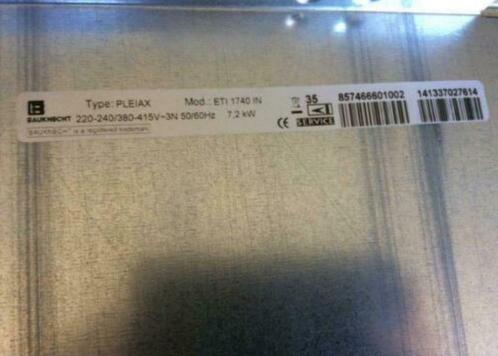 Type: PLEIAX Mod.: ETI 1740 IN 35 857466601002 141337027614
BAUKNECHT 220-240/380-415V~3N 50/60Hz 7,2 kW CE SERVICE
BAUKNECHT is a registered trademark